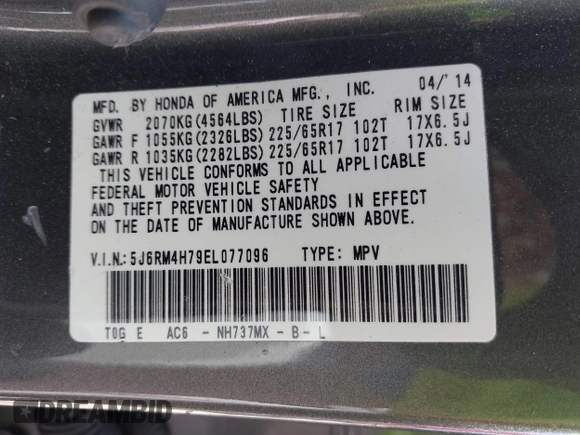 MFD. BY HONDA OF AMERICA MFG., INC. 04/'14
GVWR 2070KG(4564LBS) TIRE SIZE RIM SIZE
GAWR F 1055KG(2326LBS) 225/65R17 102T 17X6.5J
GAWR R 1035KG(2282LBS) 225/65R17 102T 17X6.5J
THIS VEHICLE CONFORMS TO ALL APPLICABLE
FEDERAL MOTOR VEHICLE SAFETY
AND THEFT PREVENTION STANDARDS IN EFFECT
ON THE DATE OF MANUFACTURE SHOWN ABOVE.
V.I.N.: 5J6RM4H79EL077096 TYPE: MPV
T0G E AC6 - NH737MX - B - L
DREAMBID